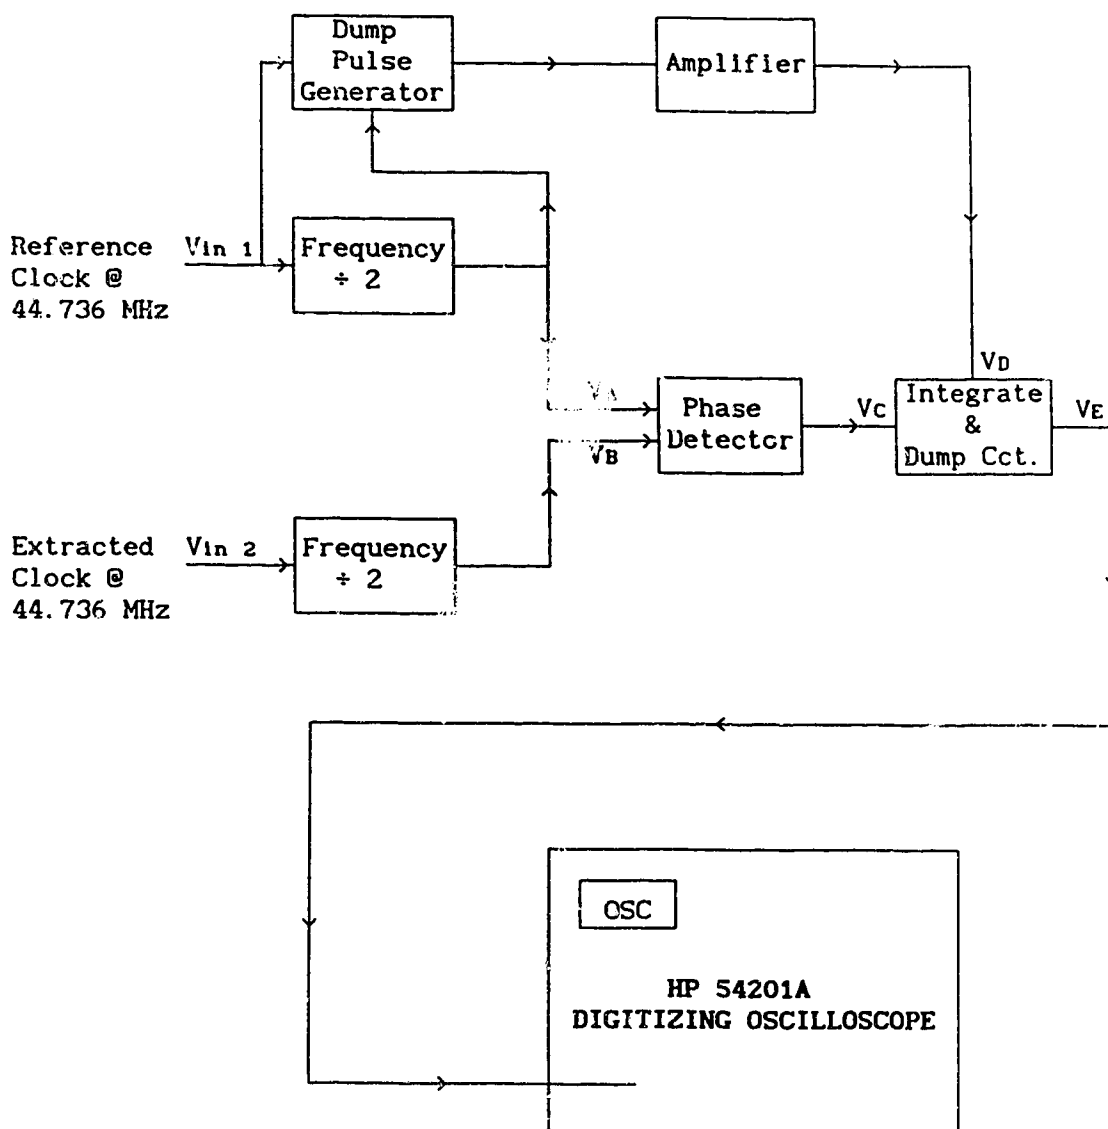 Dump
Pulse
Generator
Amplifier
Reference
Clock @
44.736 MHz
Vin 1
Frequency
÷ 2
VA
VB
Phase
Detector
VC
VD
Integrate
&
Dump Cct.
VE
Extracted
Clock @
44.736 MHz
Vin 2
Frequency
÷ 2
OSC
HP 54201A
DIGITIZING OSCILLOSCOPE